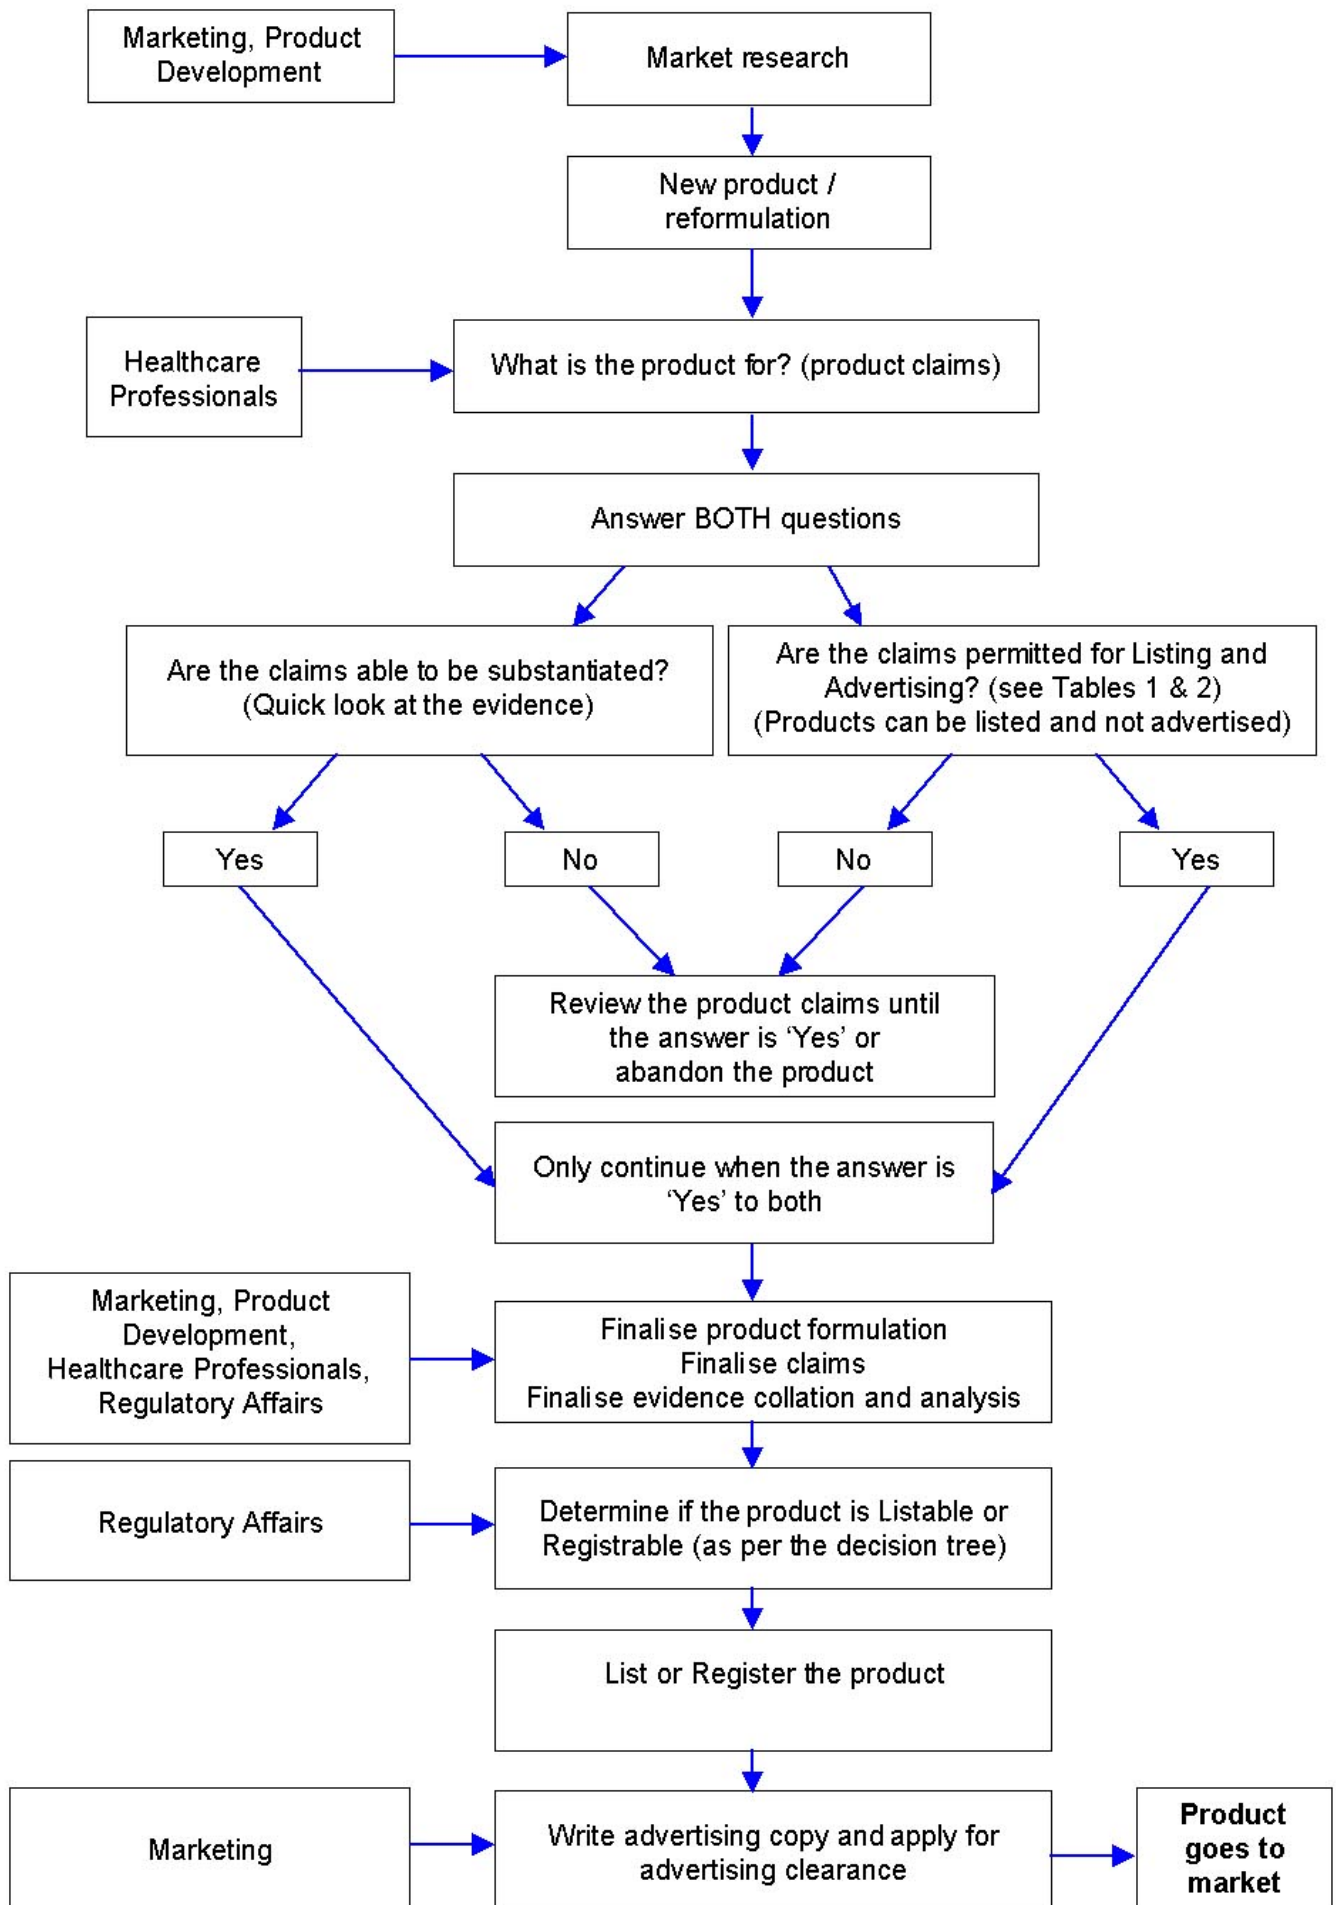 Marketing, Product
Development
Market research
New product /
reformulation
Healthcare
Professionals
What is the product for? (product claims)
Answer BOTH questions
Are the claims able to be substantiated?
(Quick look at the evidence)
Are the claims permitted for Listing and
Advertising? (see Tables 1 & 2)
(Products can be listed and not advertised)
Yes
No
No
Yes
Review the product claims until
the answer is ‘Yes’ or
abandon the product
Only continue when the answer is
‘Yes’ to both
Marketing, Product
Development,
Healthcare Professionals,
Regulatory Affairs
Finalise product formulation
Finalise claims
Finalise evidence collation and analysis
Regulatory Affairs
Determine if the product is Listable or
Registrable (as per the decision tree)
List or Register the product
Marketing
Write advertising copy and apply for
advertising clearance
Product
goes to
market